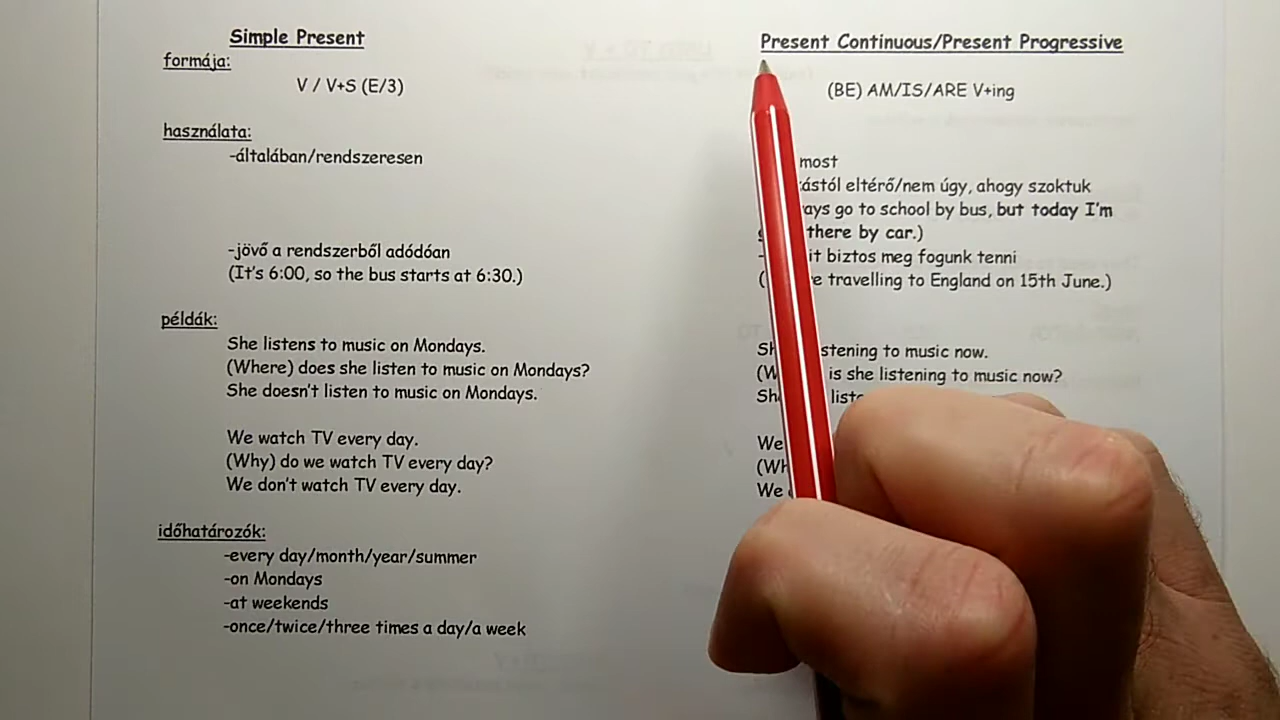 Simple Present
formája:
V / V+S (E/3)
használata:
-általában/rendszeresen
-jövő a rendszerből adódóan
(It's 6:00, so the bus starts at 6:30.)
példák:
She listens to music on Mondays.
(Where) does she listen to music on Mondays?
She doesn't listen to music on Mondays.
We watch TV every day.
(Why) do we watch TV every day?
We don't watch TV every day.
időhatározók:
-every day/month/year/summer
-on Mondays
-at weekends
-once/twice/three times a day/a week
Present Continuous/Present Progressive
(BE) AM/IS/ARE V+ing
most
eltérő/nem úgy, ahogy szoktuk
go to school by bus, but today I'm
there by car.)
biztos meg fogunk tenni
travelling to England on 15th June.)
to music now.
is she listening to music now?
We
We